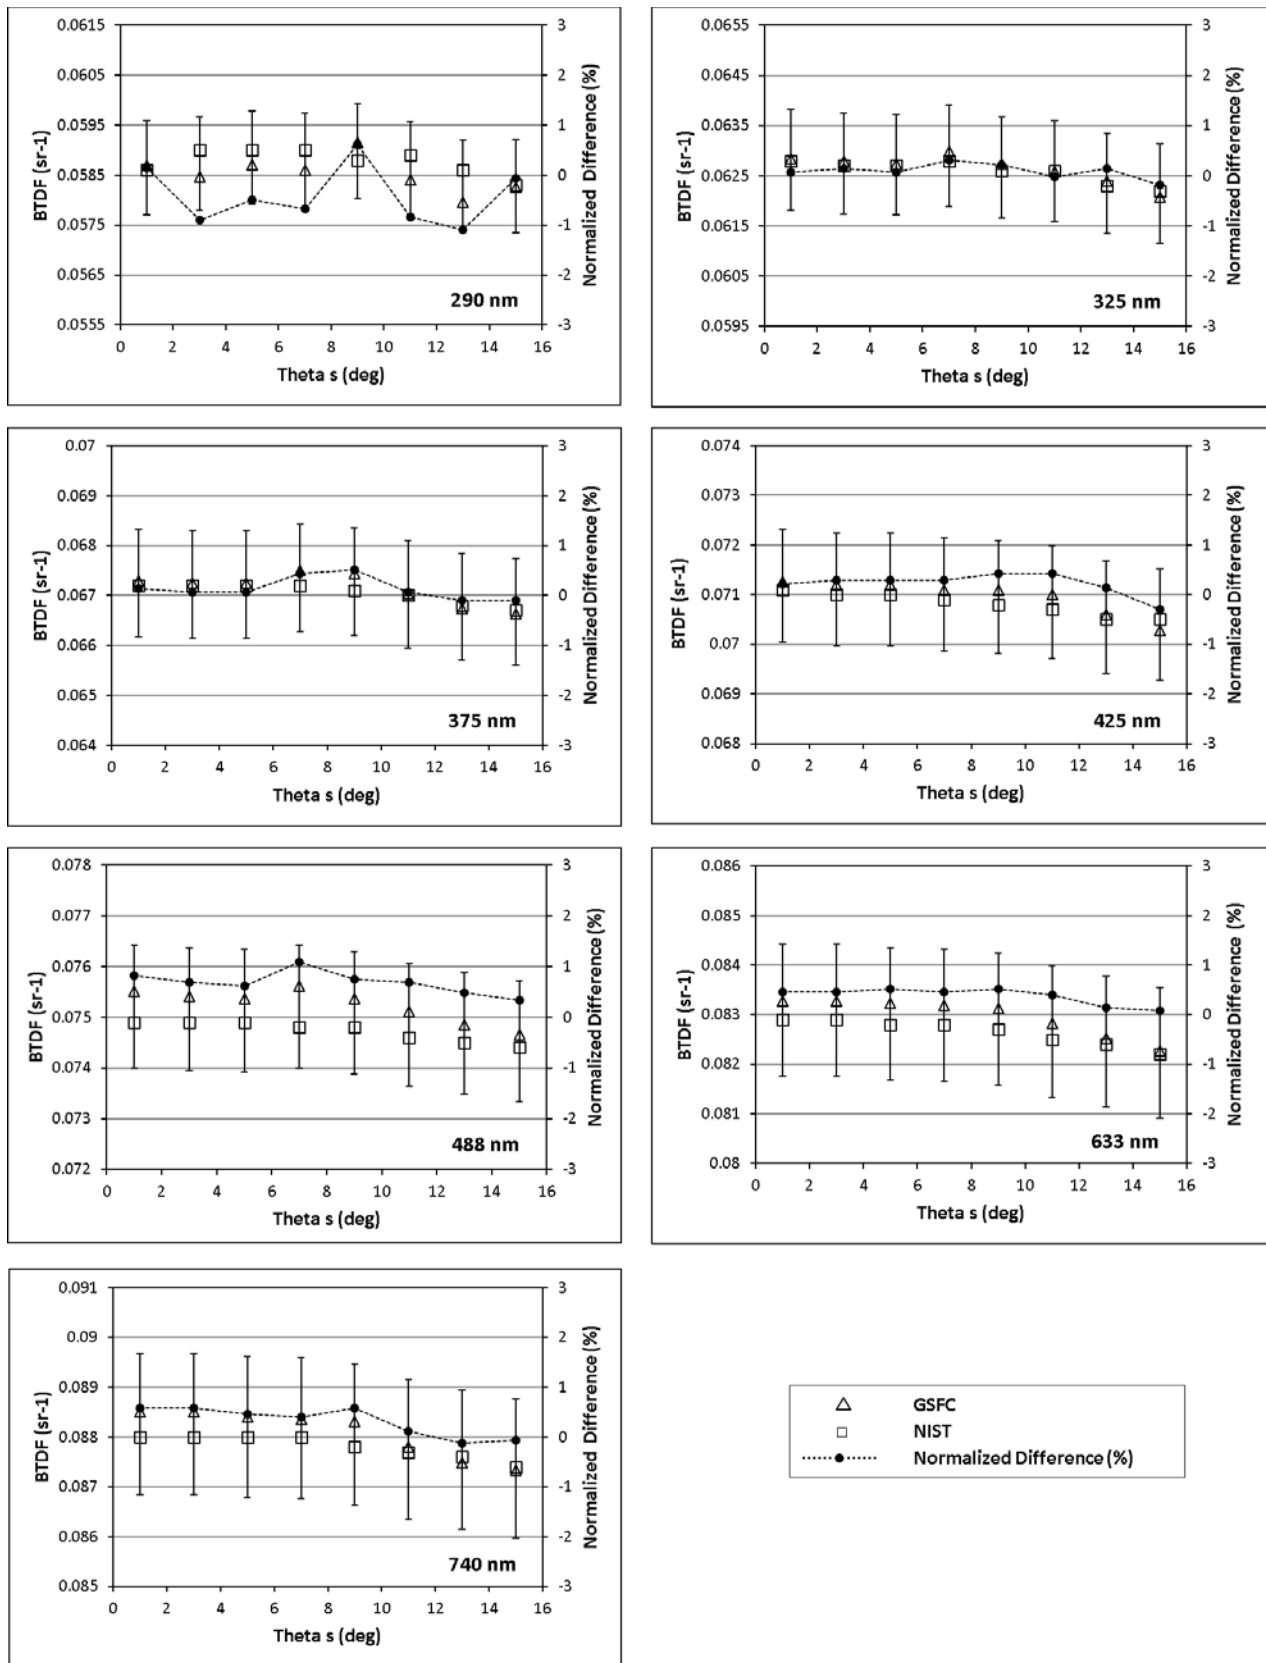 0.0615
0.0605
0.0595
0.0585
0.0575
0.0565
0.0555
BTDF (sr-1)
3
2
1
0
-1
-2
-3
Normalized Difference (%)
290 nm
0 2 4 6 8 10 12 14 16
Theta s (deg)
0.0655
0.0645
0.0635
0.0625
0.0615
0.0605
0.0595
BTDF (sr-1)
3
2
1
0
-1
-2
-3
Normalized Difference (%)
325 nm
0 2 4 6 8 10 12 14 16
Theta s (deg)
0.07
0.069
0.068
0.067
0.066
0.065
0.064
BTDF (sr-1)
3
2
1
0
-1
-2
-3
Normalized Difference (%)
375 nm
0 2 4 6 8 10 12 14 16
Theta s (deg)
0.074
0.073
0.072
0.071
0.07
0.069
0.068
BTDF (sr-1)
3
2
1
0
-1
-2
-3
Normalized Difference (%)
425 nm
0 2 4 6 8 10 12 14 16
Theta s (deg)
0.078
0.077
0.076
0.075
0.074
0.073
0.072
BTDF (sr-1)
3
2
1
0
-1
-2
-3
Normalized Difference (%)
488 nm
0 2 4 6 8 10 12 14 16
Theta s (deg)
0.086
0.085
0.084
0.083
0.082
0.081
0.08
BTDF (sr-1)
3
2
1
0
-1
-2
-3
Normalized Difference (%)
633 nm
0 2 4 6 8 10 12 14 16
Theta s (deg)
0.091
0.09
0.089
0.088
0.087
0.086
0.085
BTDF (sr-1)
3
2
1
0
-1
-2
-3
Normalized Difference (%)
740 nm
0 2 4 6 8 10 12 14 16
Theta s (deg)
GSFC
NIST
Normalized Difference (%)